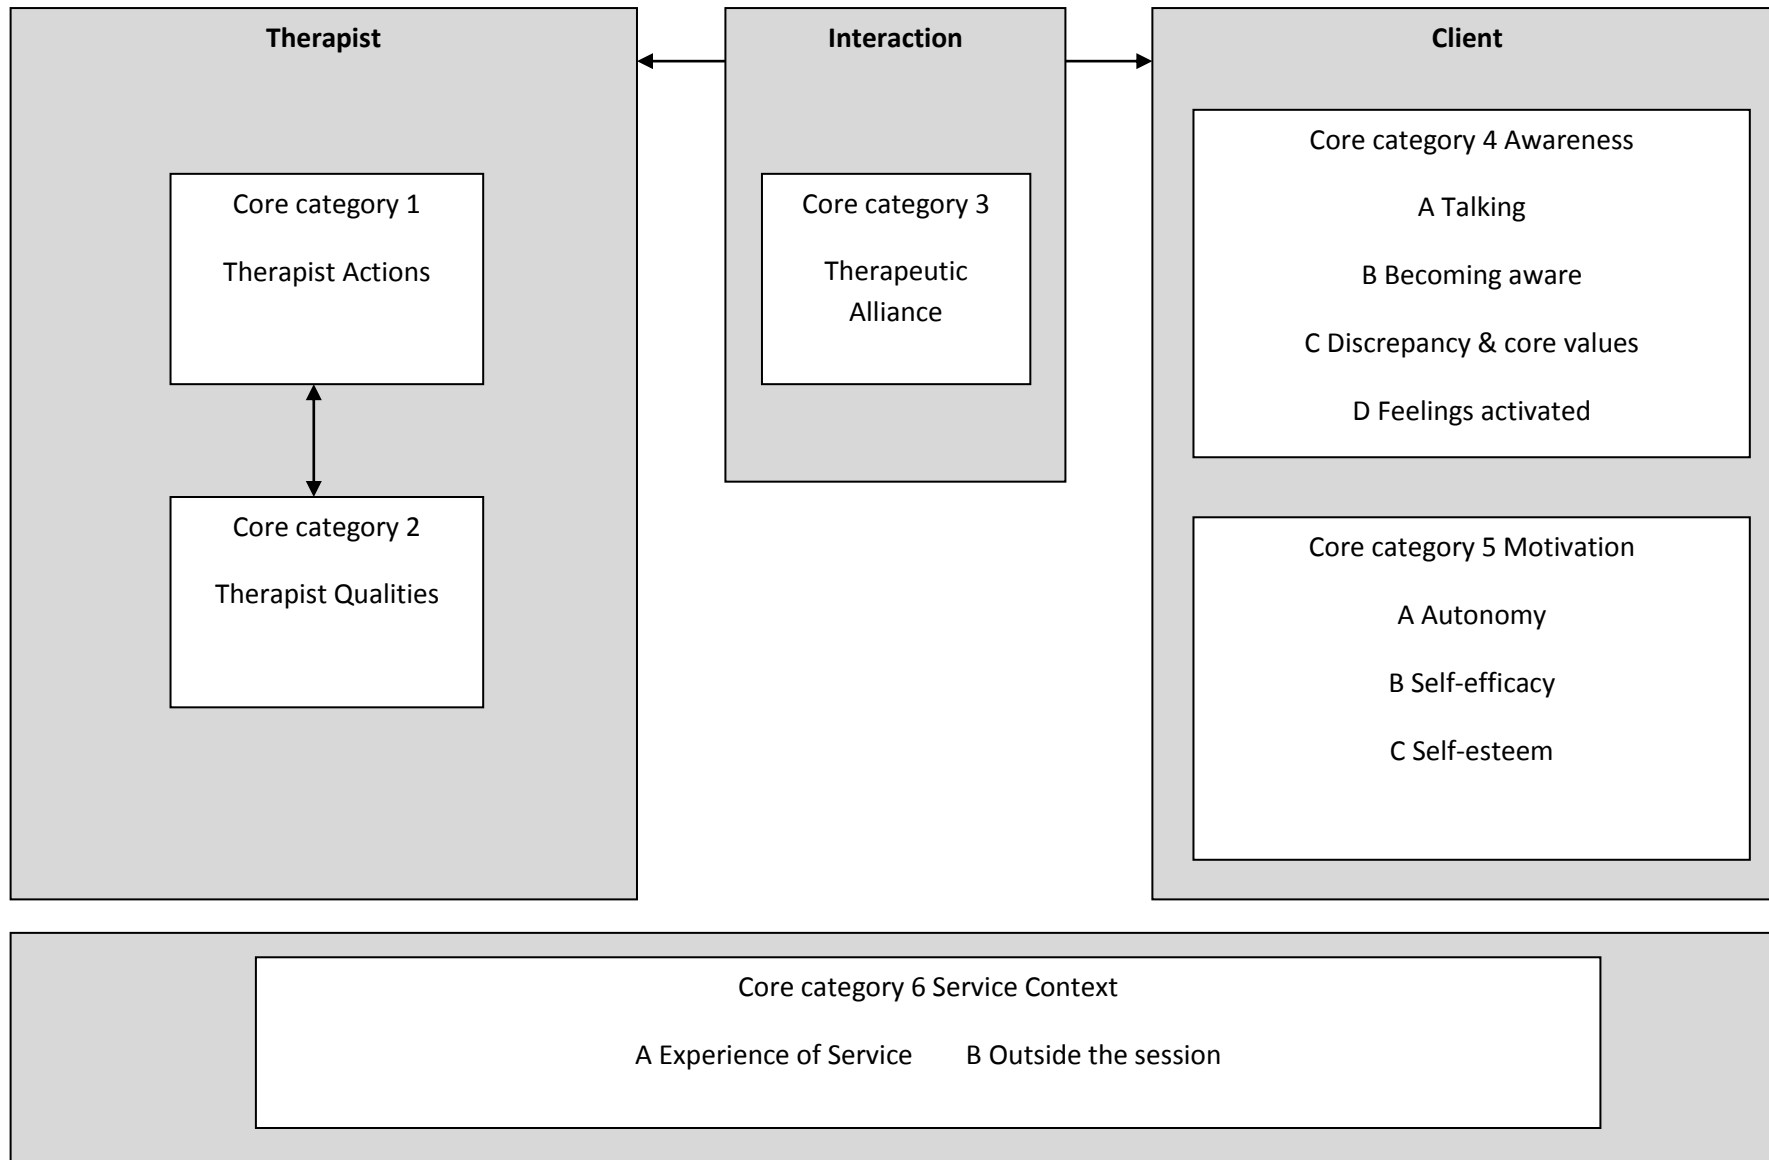 Therapist
Core category 1
Therapist Actions
Core category 2
Therapist Qualities
Interaction
Core category 3
Therapeutic
Alliance
Client
Core category 4 Awareness
A Talking
B Becoming aware
C Discrepancy & core values
D Feelings activated
Core category 5 Motivation
A Autonomy
B Self-efficacy
C Self-esteem
Core category 6 Service Context
A Experience of Service B Outside the session